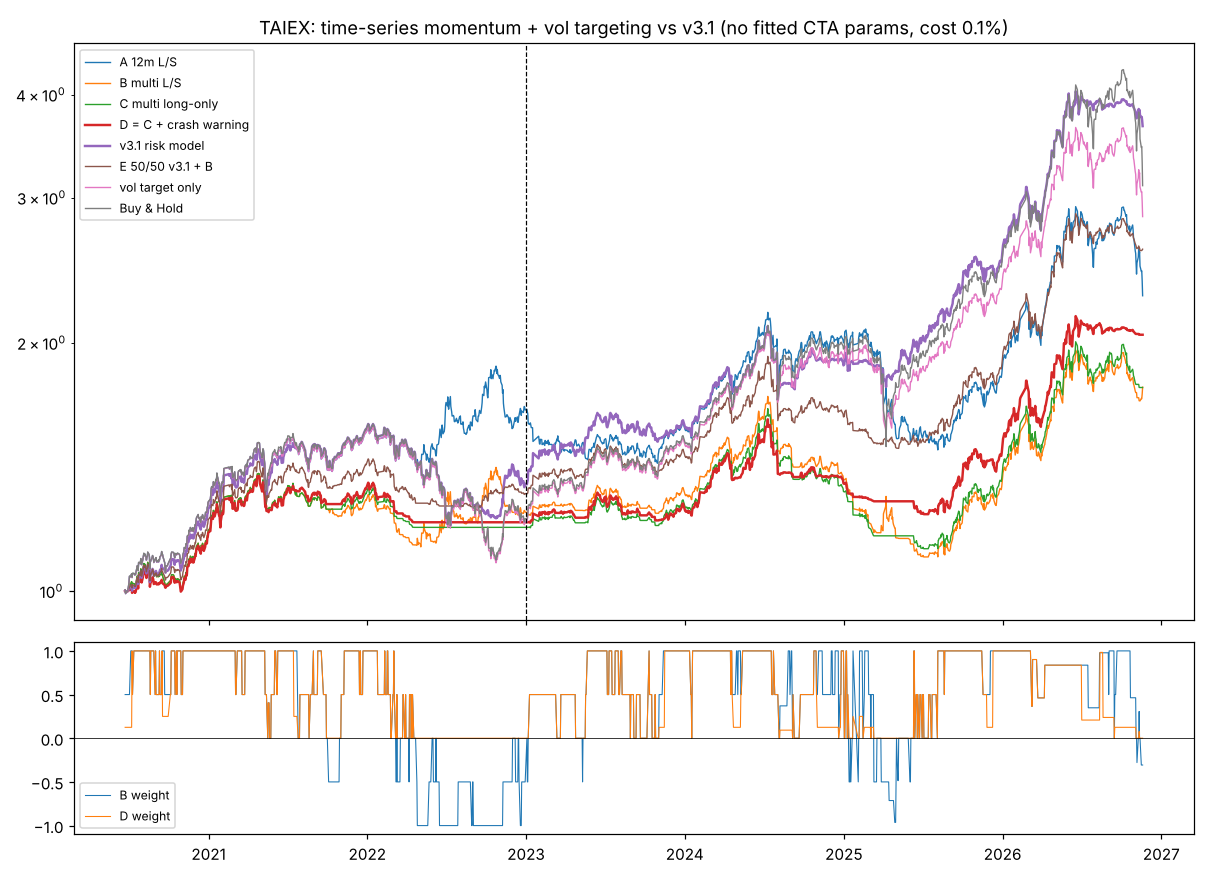 TAIEX: time-series momentum + vol targeting vs v3.1 (no fitted CTA params, cost 0.1%)
A 12m L/S
B multi L/S
C multi long-only
D = C + crash warning
v3.1 risk model
E 50/50 v3.1 + B
vol target only
Buy & Hold
4 × 10⁰
3 × 10⁰
2 × 10⁰
10⁰
1.0
0.5
0.0
−0.5
−1.0
B weight
D weight
2021 2022 2023 2024 2025 2026 2027